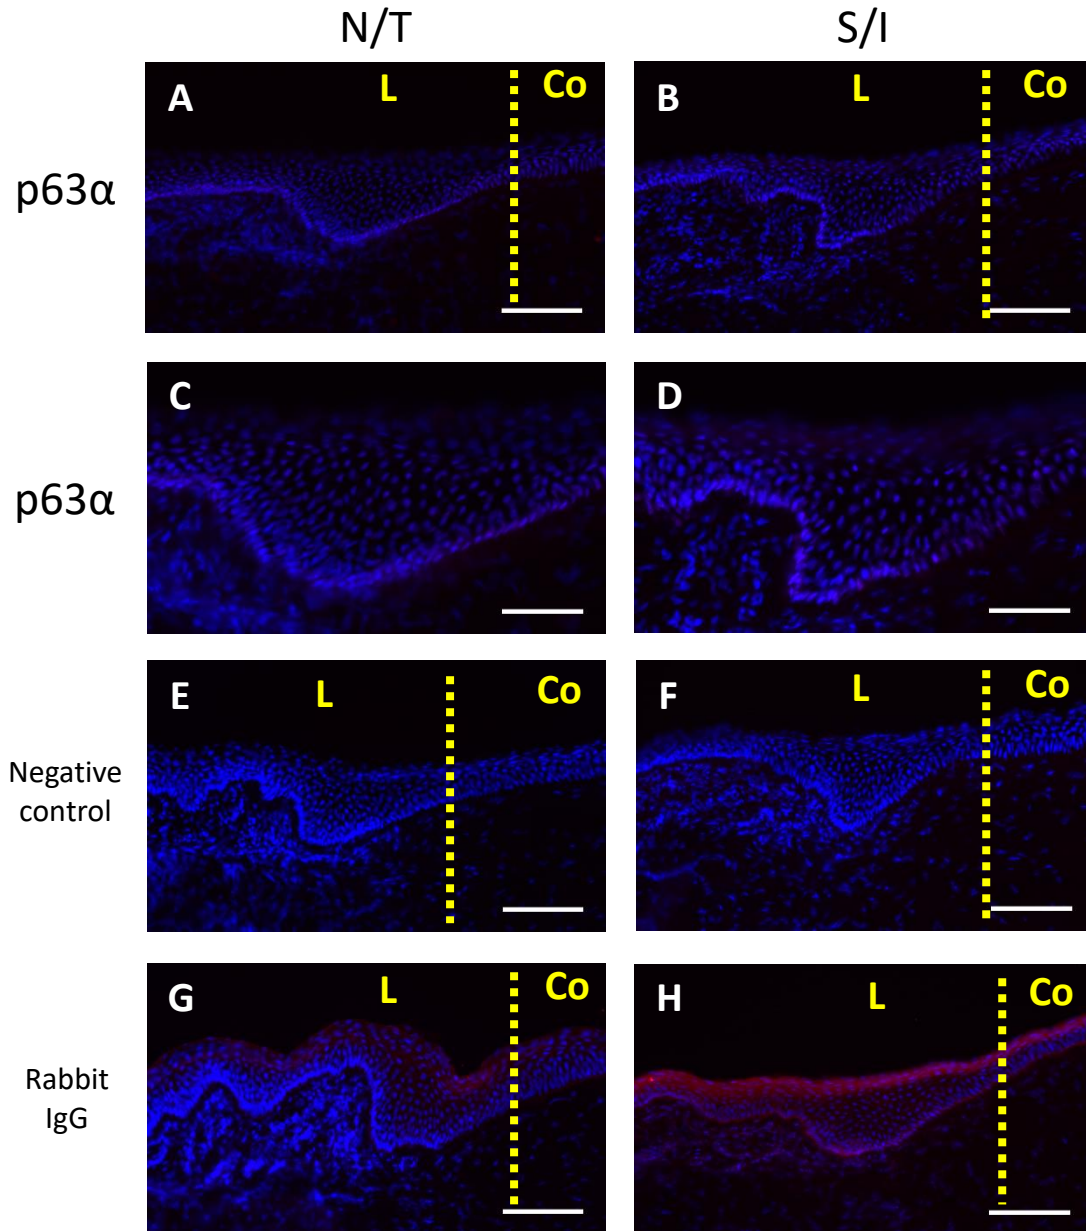 N/T S/I
p63α
A L Co
B L Co
p63α
C
D
Negative
control
E L Co
F L Co
Rabbit
IgG
G L Co
H L Co